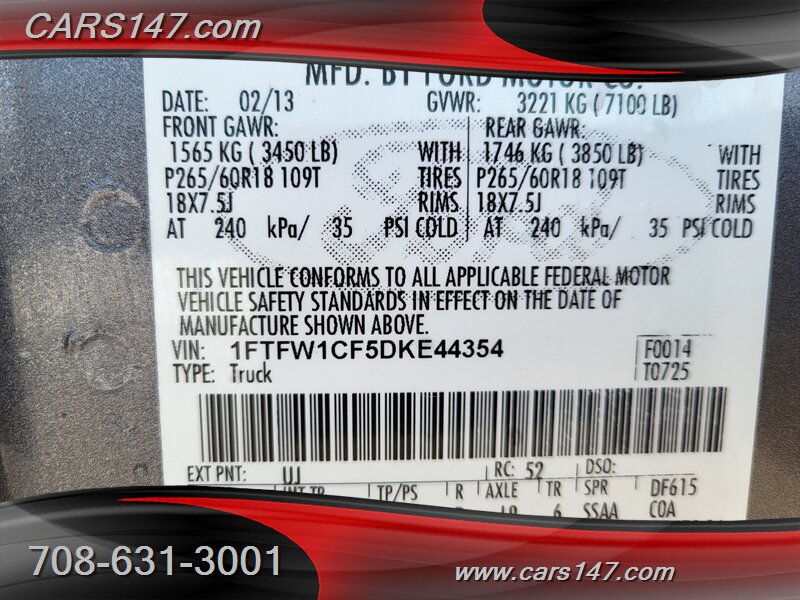 CARS147.com
MFD. BY FORD MOTOR CO.
DATE: 02/13 GVWR: 3221 KG (7100 LB)
FRONT GAWR: REAR GAWR:
1565 KG (3450 LB) WITH 1746 KG (3850 LB) WITH
P265/60R18 109T TIRES P265/60R18 109T TIRES
18X7.5J RIMS 18X7.5J RIMS
AT 240 kPa/ 35 PSI COLD AT 240 kPa/ 35 PSI COLD
THIS VEHICLE CONFORMS TO ALL APPLICABLE FEDERAL MOTOR
VEHICLE SAFETY STANDARDS IN EFFECT ON THE DATE OF
MANUFACTURE SHOWN ABOVE.
VIN: 1FTFW1CF5DKE44354 F0014
TYPE: Truck T0725
EXT PNT: UJ RC: 52 DSO:
INT TR TP/PS R AXLE TR SPR DF615
6 SSAA COA
708-631-3001
www.cars147.com